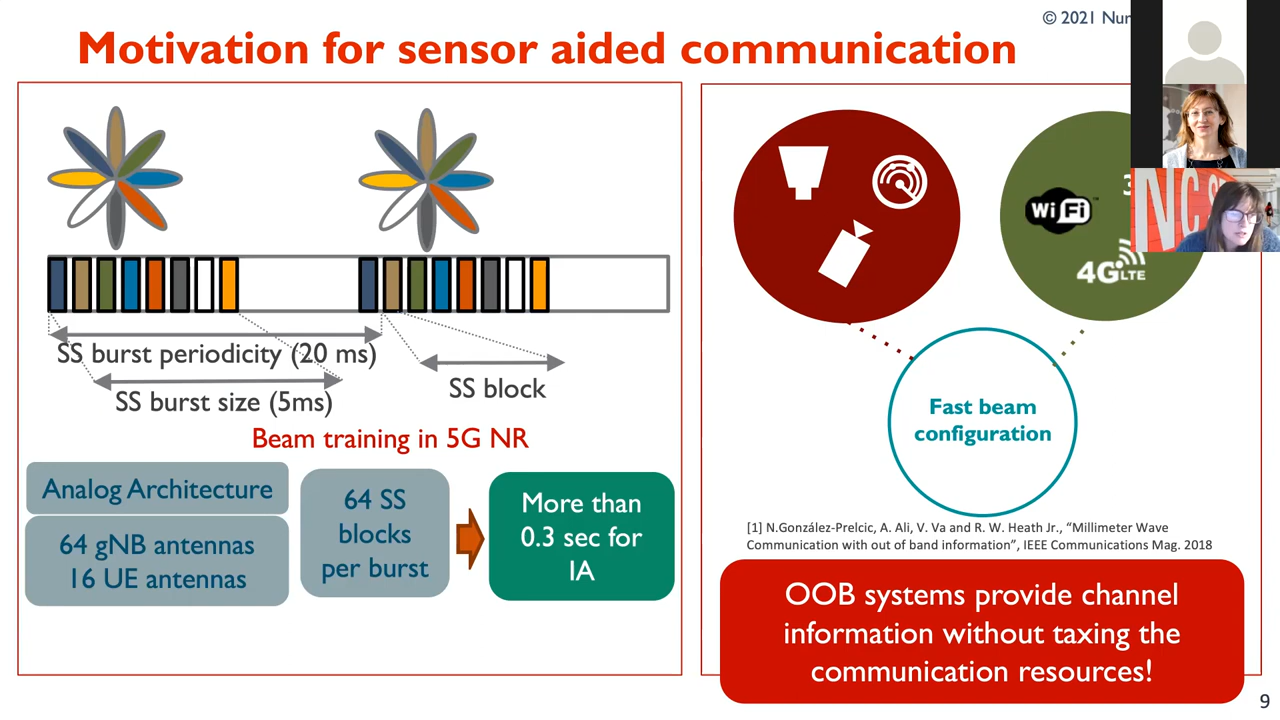 © 2021 Nur
Motivation for sensor aided communication
SS burst periodicity (20 ms)
SS burst size (5ms)
SS block
Beam training in 5G NR
Analog Architecture
64 gNB antennas
16 UE antennas
64 SS
blocks
per burst
More than
0.3 sec for
IA
WiFi
4G LTE
NC S
Fast beam
configuration
[1] N.González-Prelcic, A. Ali, V. Va and R. W. Heath Jr., “Millimeter Wave
Communication with out of band information”, IEEE Communications Mag. 2018
OOB systems provide channel
information without taxing the
communication resources!
9